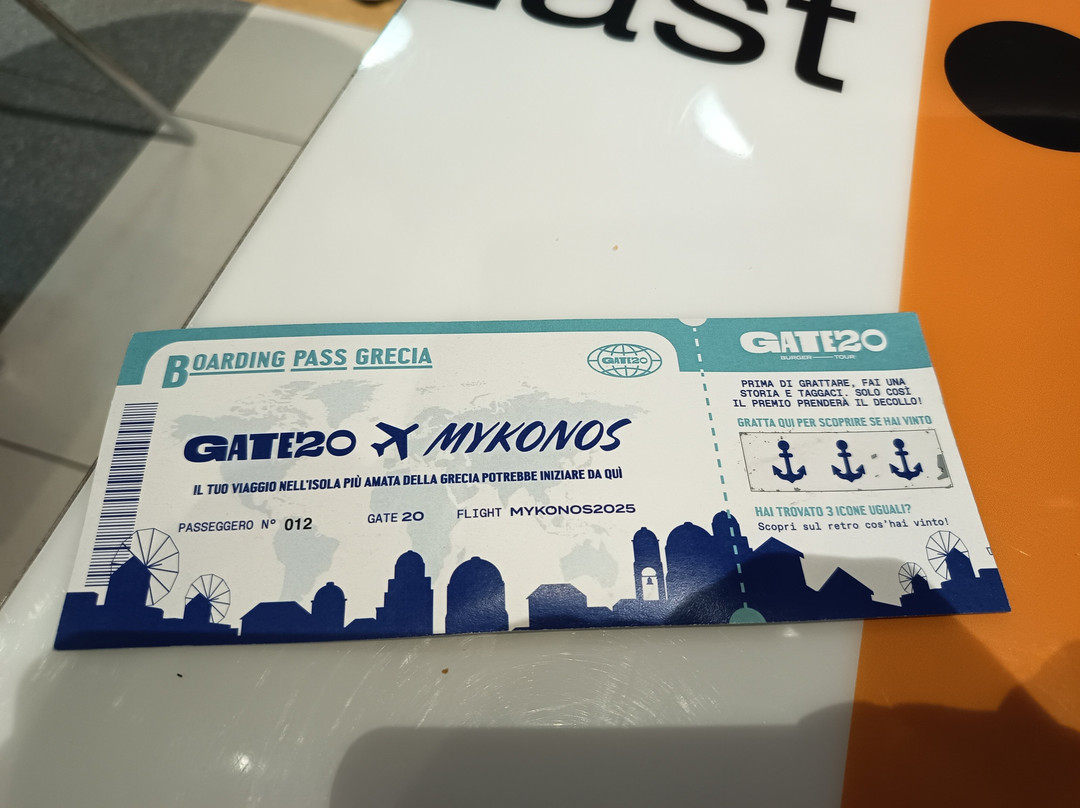 BOARDING PASS GRECIA
GATE20
GATE20 MYKONOS
IL TUO VIAGGIO NELL'ISOLA PIÙ AMATA DELLA GRECIA POTREBBE INIZIARE DA QUÌ
PASSEGGERO N° 012 GATE 20 FLIGHT MYKONOS2025
GATE20
BURGER TOUR
PRIMA DI GRATTARE, FAI UNA
STORIA E TAGGACI. SOLO COSÌ
IL PREMIO PRENDERÀ IL DECOLLO!
GRATTA QUI PER SCOPRIRE SE HAI VINTO
HAI TROVATO 3 ICONE UGUALI?
Scopri sul retro cos'hai vinto!